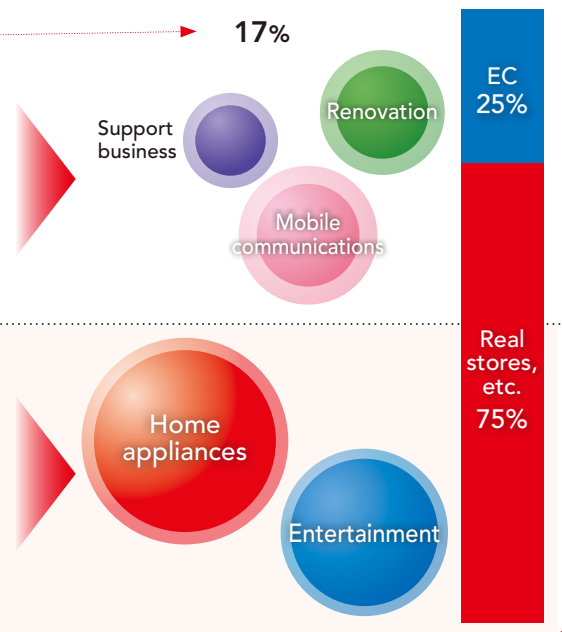 17%
EC
25%
Renovation
Support
business
Mobile
communications
Real
stores,
etc.
75%
Home
appliances
Entertainment